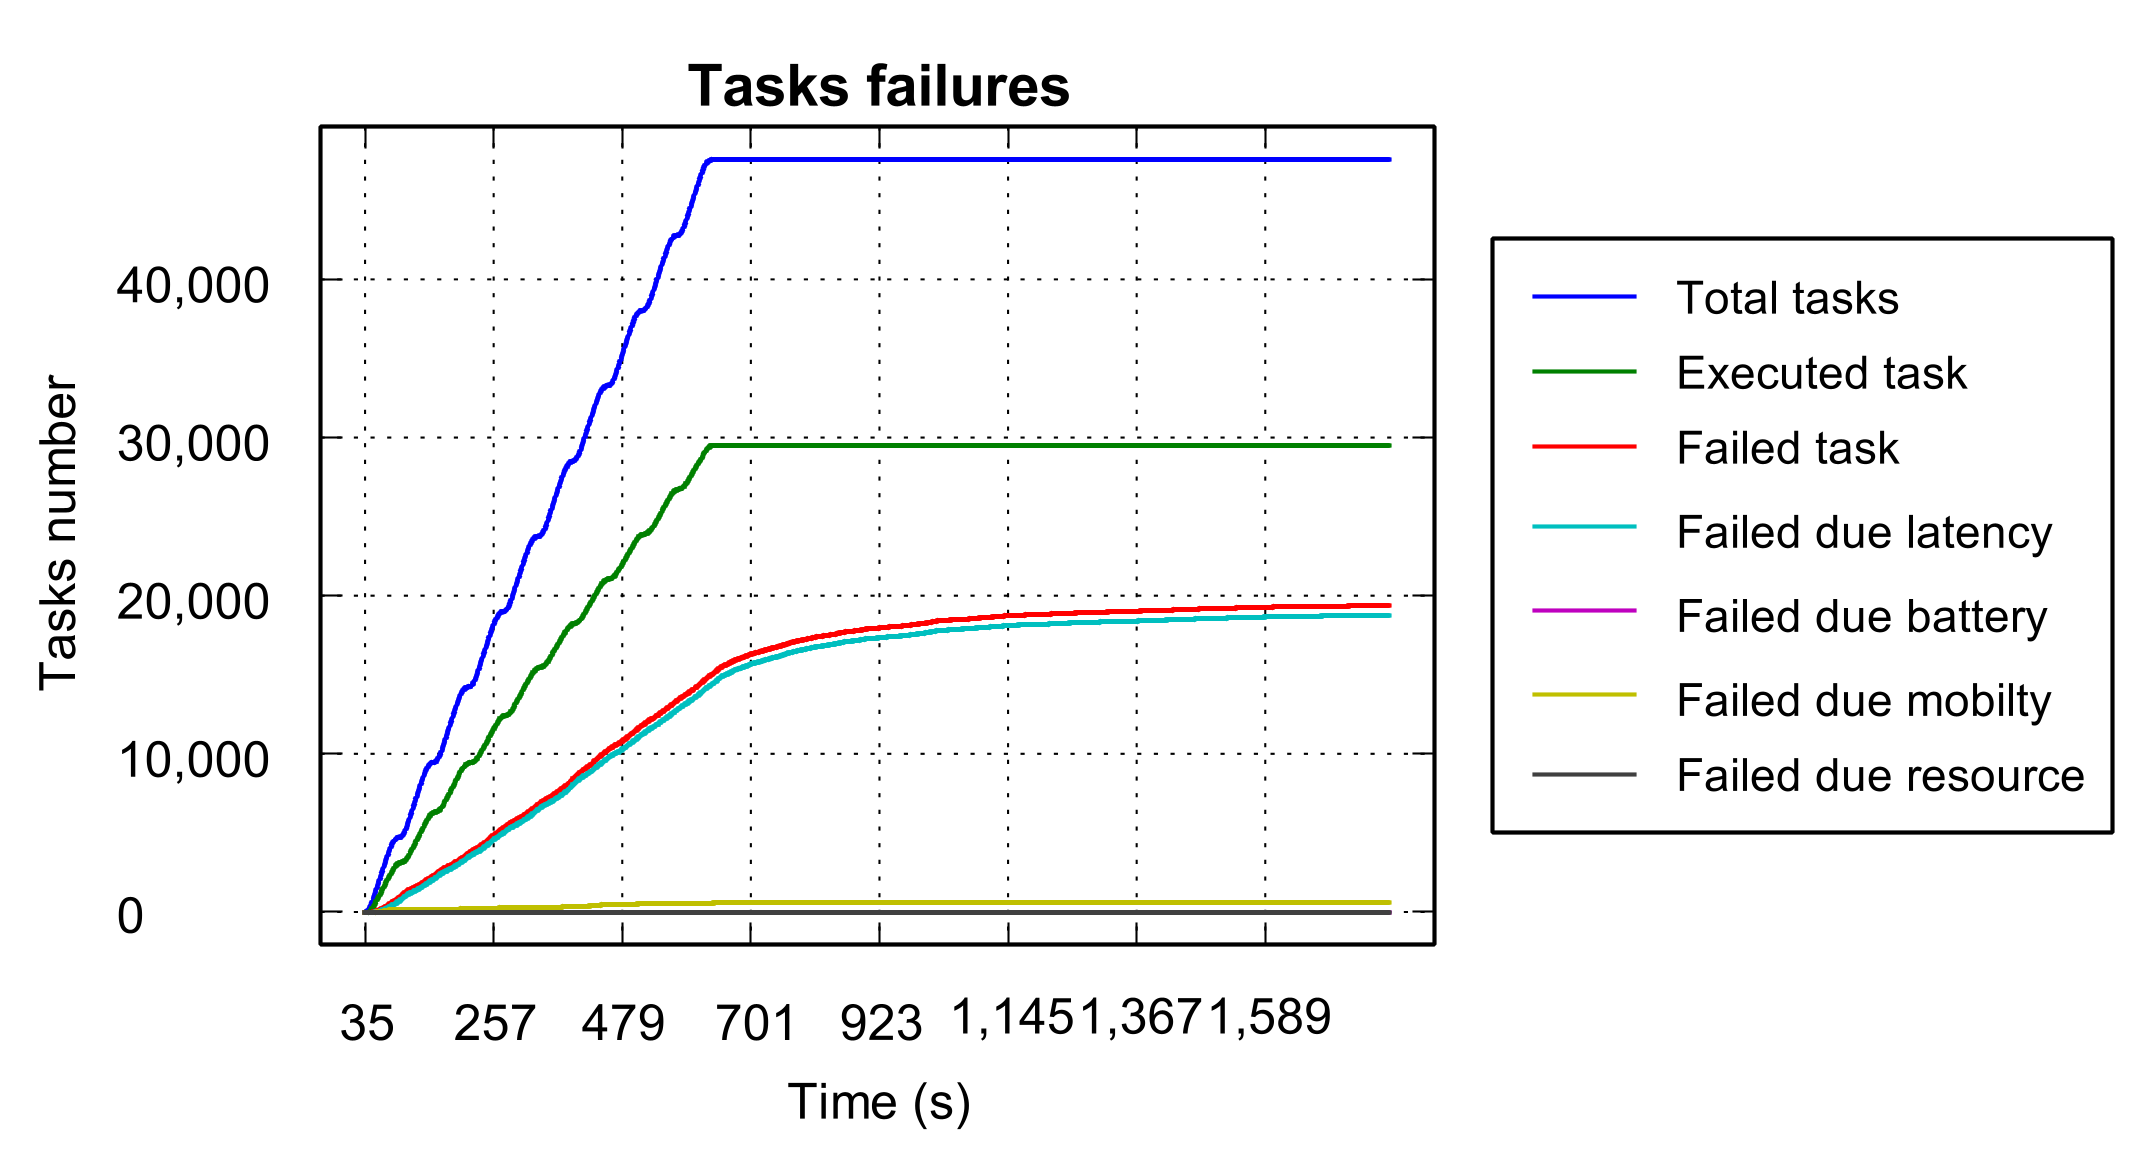 Tasks failures
Tasks number
40,000
30,000
20,000
10,000
0
35 257 479 701 923 1,145 1,367 1,589
Time (s)
Total tasks
Executed task
Failed task
Failed due latency
Failed due battery
Failed due mobilty
Failed due resource